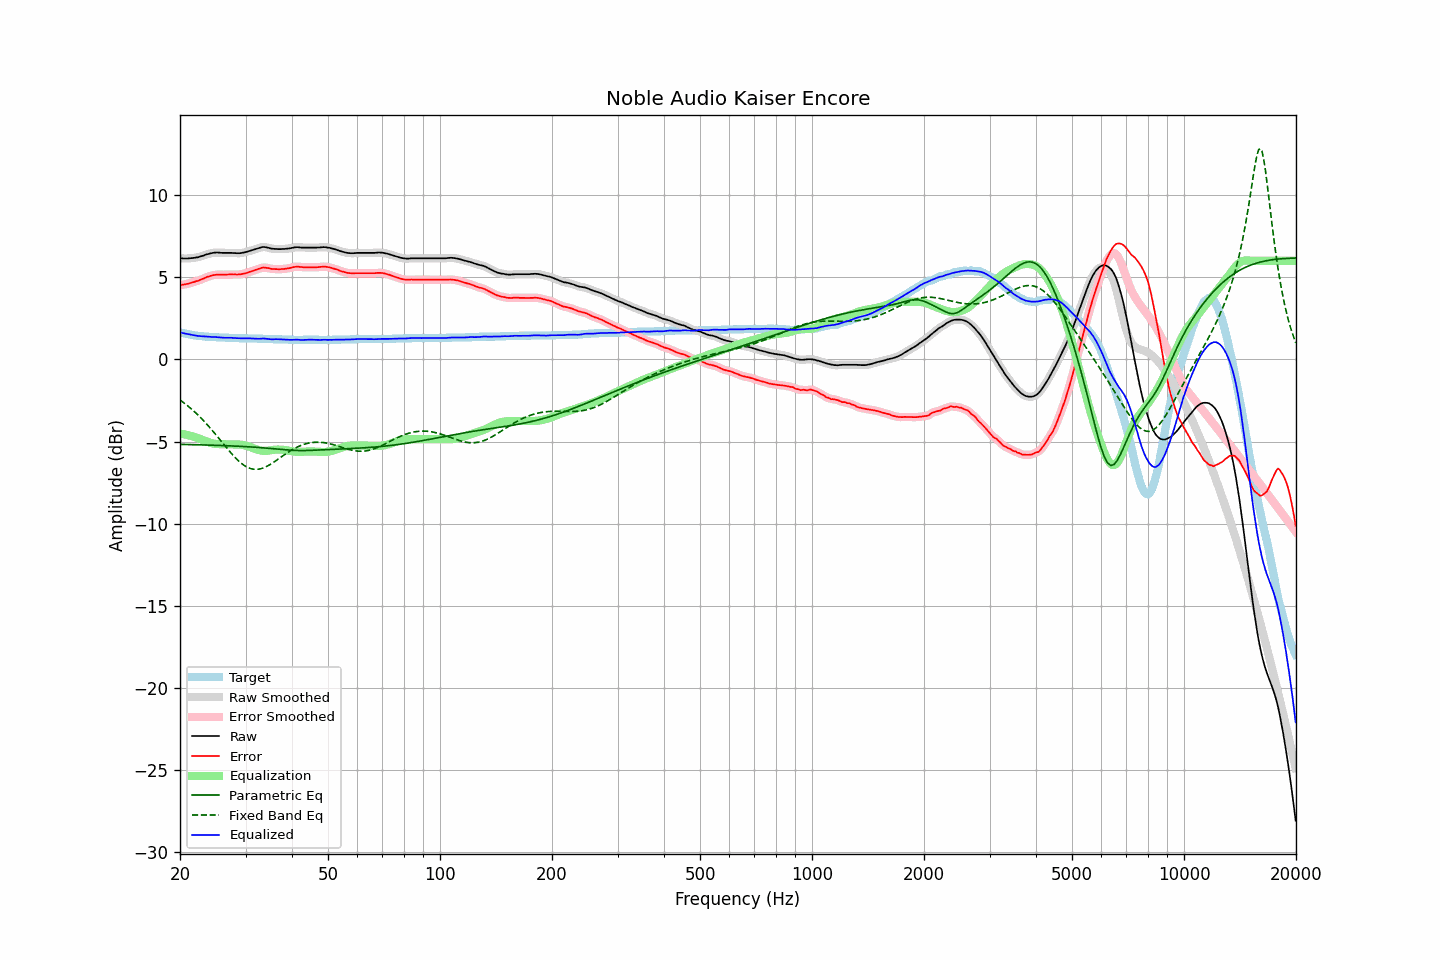 Noble Audio Kaiser Encore
10
5
0
−5
−10
−15
−20
−25
−30
Amplitude (dBr)
Target
Raw Smoothed
Error Smoothed
Raw
Error
Equalization
Parametric Eq
Fixed Band Eq
Equalized
20 50 100 200 500 1000 2000 5000 10000 20000
Frequency (Hz)